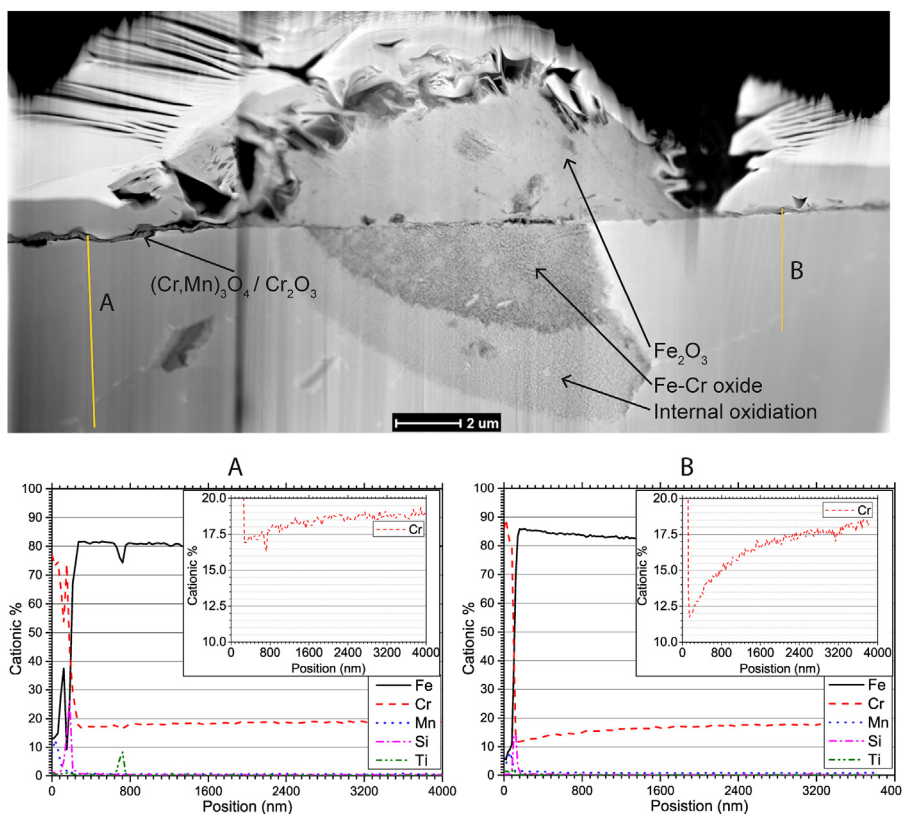 A
B
(Cr,Mn)₃O₄ / Cr₂O₃
Fe₂O₃
Fe-Cr oxide
Internal oxidiation
2 um
A
B
100
90
80
70
60
50
40
30
20
10
0
Cationic %
0 800 1600 2400 3200 4000
Position (nm)
20.0
17.5
15.0
12.5
10.0
Cationic %
0 800 1600 2400 3200 4000
Position (nm)
Cr
Fe
Cr
Mn
Si
Ti
100
90
80
70
60
50
40
30
20
10
0
Cationic %
0 800 1600 2400 3200 4000
Posistion (nm)
20.0
17.5
15.0
12.5
10.0
Cationic %
0 800 1600 2400 3200 4000
Posisition (nm)
Cr
Fe
Cr
Mn
Si
Ti